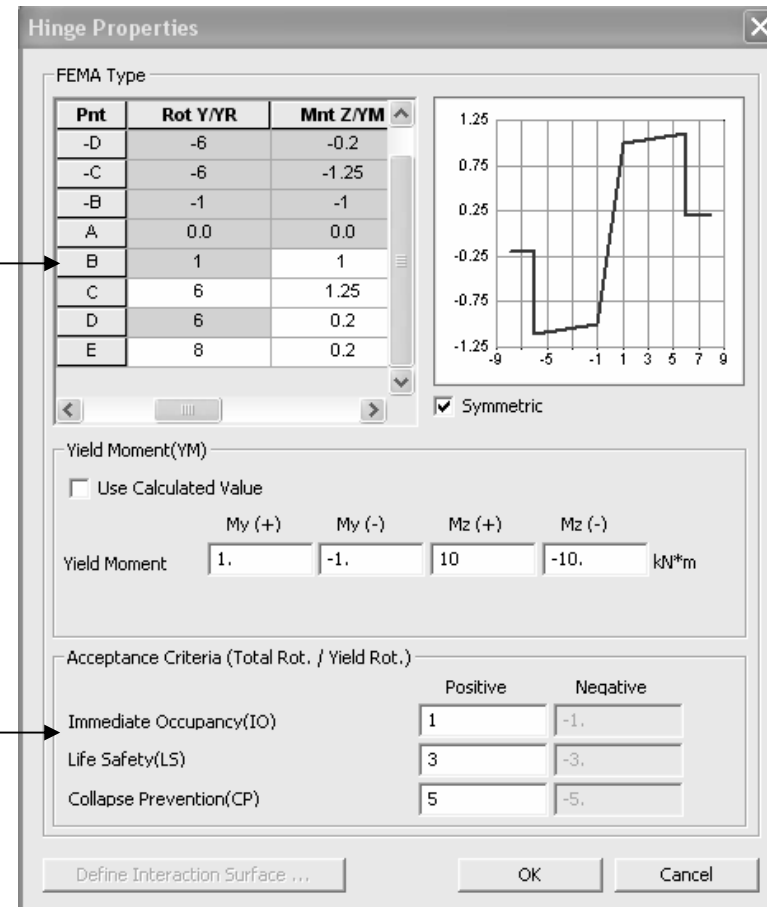 Hinge Properties
FEMA Type
Pnt Rot Y/YR Mnt Z/YM
-D -6 -0.2
-C -6 -1.25
-B -1 -1
A 0.0 0.0
B 1 1
C 6 1.25
D 6 0.2
E 8 0.2
1.25
0.75
0.25
-0.25
-0.75
-1.25
-9 -5 -1 1 3 5 7 9
Symmetric
Yield Moment(YM)
Use Calculated Value
My (+) My (-) Mz (+) Mz (-)
Yield Moment 1. -1. 10 -10. kN*m
Acceptance Criteria (Total Rot. / Yield Rot.)
Positive Negative
Immediate Occupancy(IO) 1 -1.
Life Safety(LS) 3 -3.
Collapse Prevention(CP) 5 -5.
Define Interaction Surface ... OK Cancel